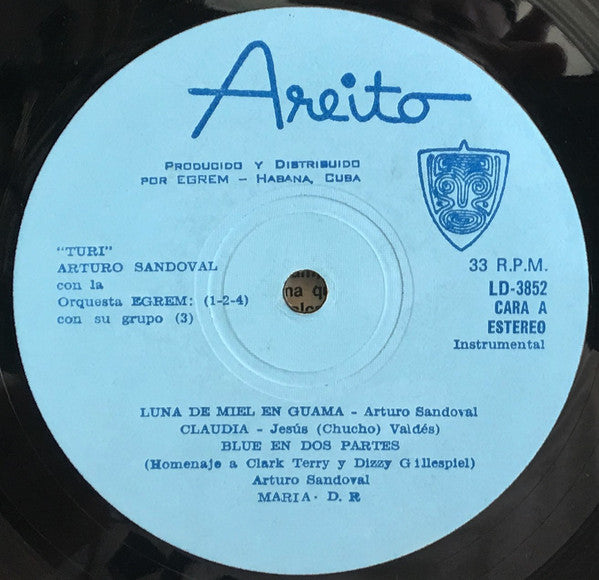 Areito
PRODUCIDO Y DISTRIBUIDO
POR EGREM – HABANA, CUBA
"TURI"
ARTURO SANDOVAL
con la
Orquesta EGREM: (1-2-4)
con su grupo (3)
33 R.P.M.
LD-3852
CARA A
ESTEREO
Instrumental
na q
LUNA DE MIEL EN GUAMA - Arturo Sandoval
CLAUDIA - Jesús (Chucho) Valdés)
BLUE EN DOS PARTES
(Homenaje a Clark Terry y Dizzy Gillespiel)
Arturo Sandoval
MARIA- D. R